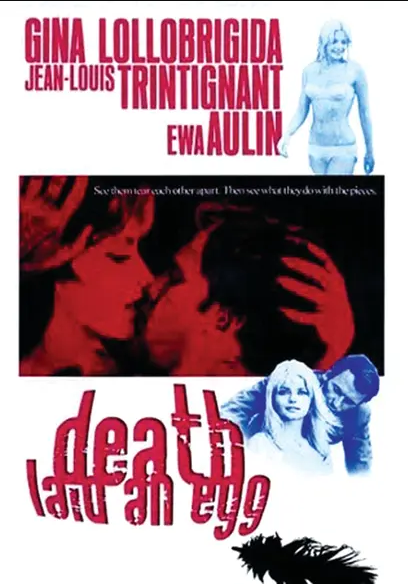 GINA LOLLOBRIGIDA
JEAN-LOUIS TRINTIGNANT
EWA AULIN
See them tear each other apart. Then see what they do with the pieces.
death
laid an egg